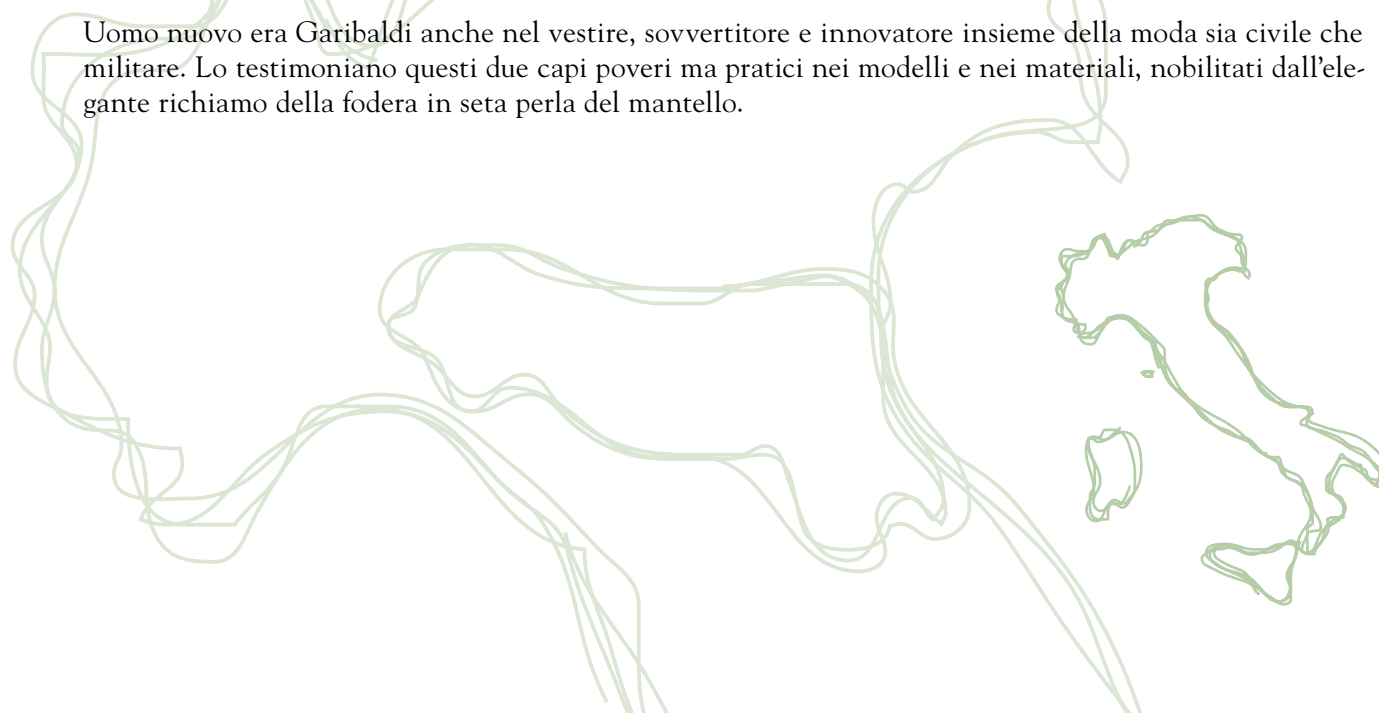 Uomo nuovo era Garibaldi anche nel vestire, sovvertitore e innovatore insieme della moda sia civile che
militare. Lo testimoniano questi due capi poveri ma pratici nei modelli e nei materiali, nobilitati dall'ele-
gante richiamo della fodera in seta perla del mantello.